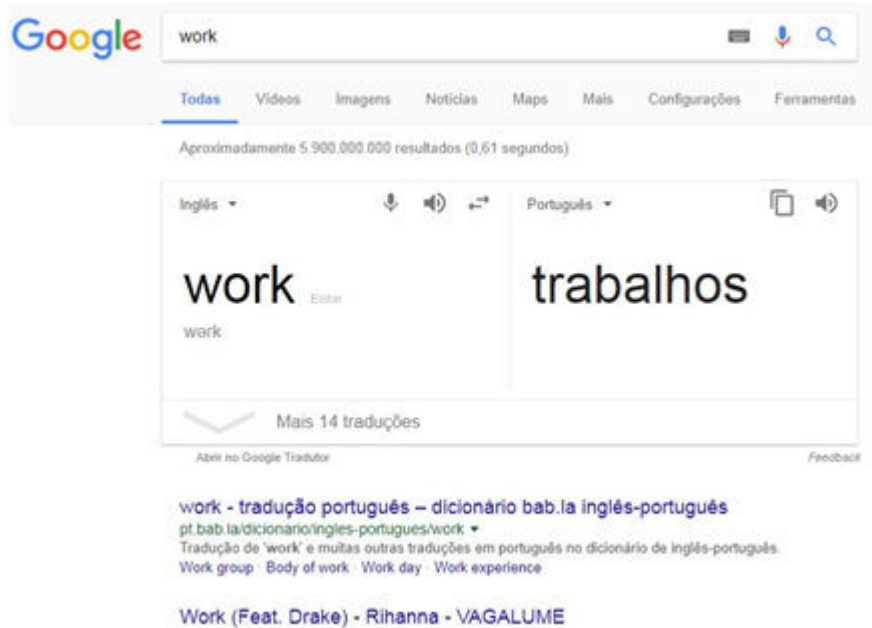 Google work
Todas Vídeos Imagens Notícias Maps Mais Configurações Ferramentas
Aproximadamente 5.900.000.000 resultados (0,61 segundos)
Inglês Português
work Editar trabalhos
wərk
Mais 14 traduções
Abrir no Google Tradutor Feedback
work - tradução português – dicionário bab.la inglês-português
pt.bab.la/dicionario/ingles-portugues/work
Tradução de 'work' e muitas outras traduções em português no dicionário de inglês-português.
Work group · Body of work · Work day · Work experience
Work (Feat. Drake) - Rihanna - VAGALUME